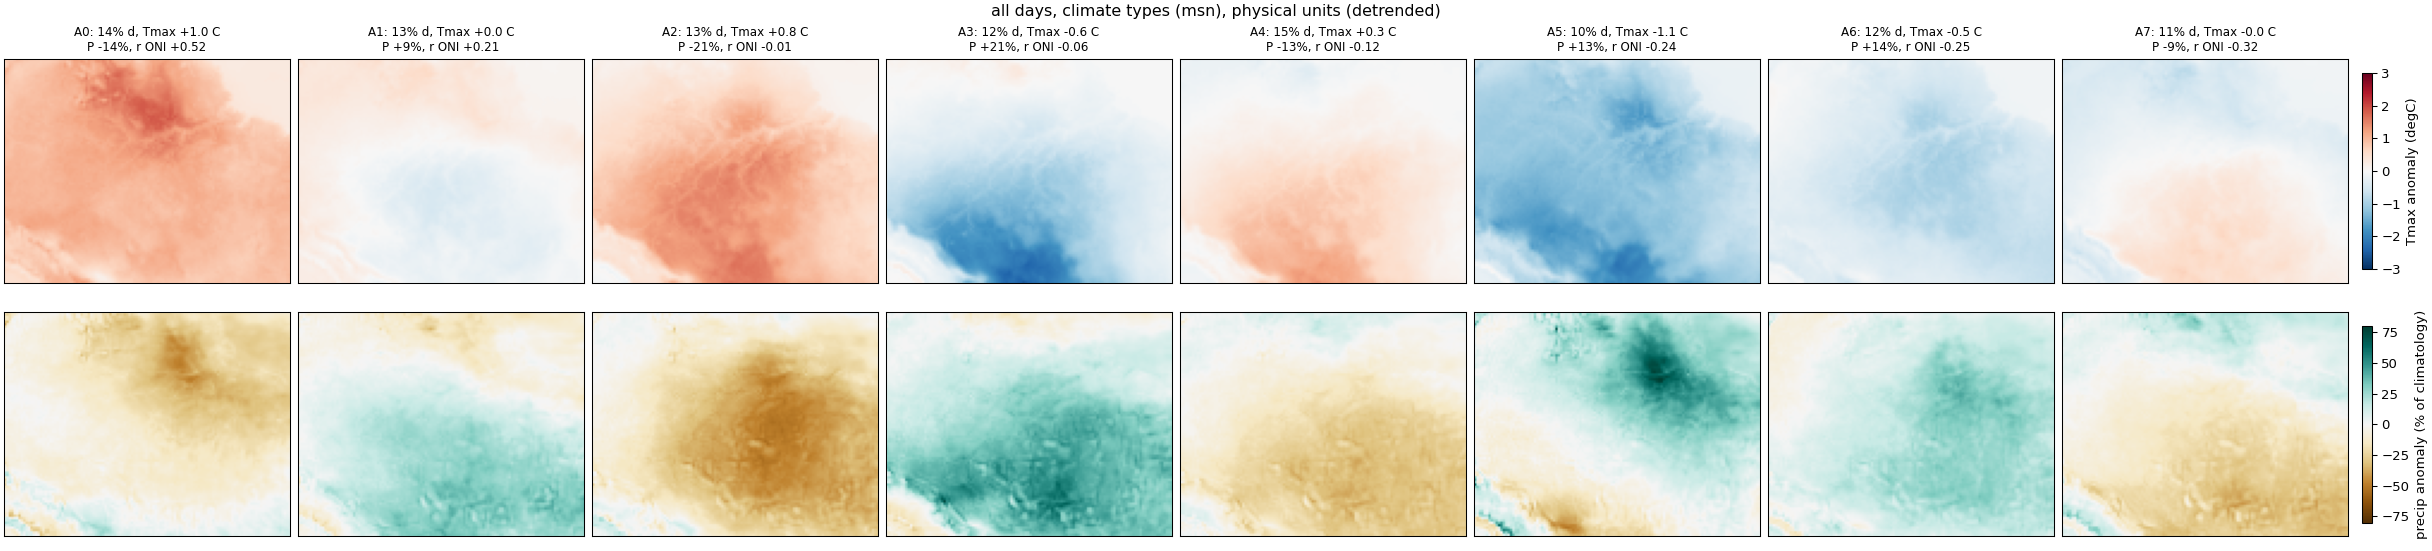 all days, climate types (msn), physical units (detrended)
A0: 14% d, Tmax +1.0 C
P -14%, r ONI +0.52
A1: 13% d, Tmax +0.0 C
P +9%, r ONI +0.21
A2: 13% d, Tmax +0.8 C
P -21%, r ONI -0.01
A3: 12% d, Tmax -0.6 C
P +21%, r ONI -0.06
A4: 15% d, Tmax +0.3 C
P -13%, r ONI -0.12
A5: 10% d, Tmax -1.1 C
P +13%, r ONI -0.24
A6: 12% d, Tmax -0.5 C
P +14%, r ONI -0.25
A7: 11% d, Tmax -0.0 C
P -9%, r ONI -0.32
3
2
1
0
−1
−2
−3
Tmax anomaly (degC)
75
50
25
0
−25
−50
−75
precip anomaly (% of climatology)